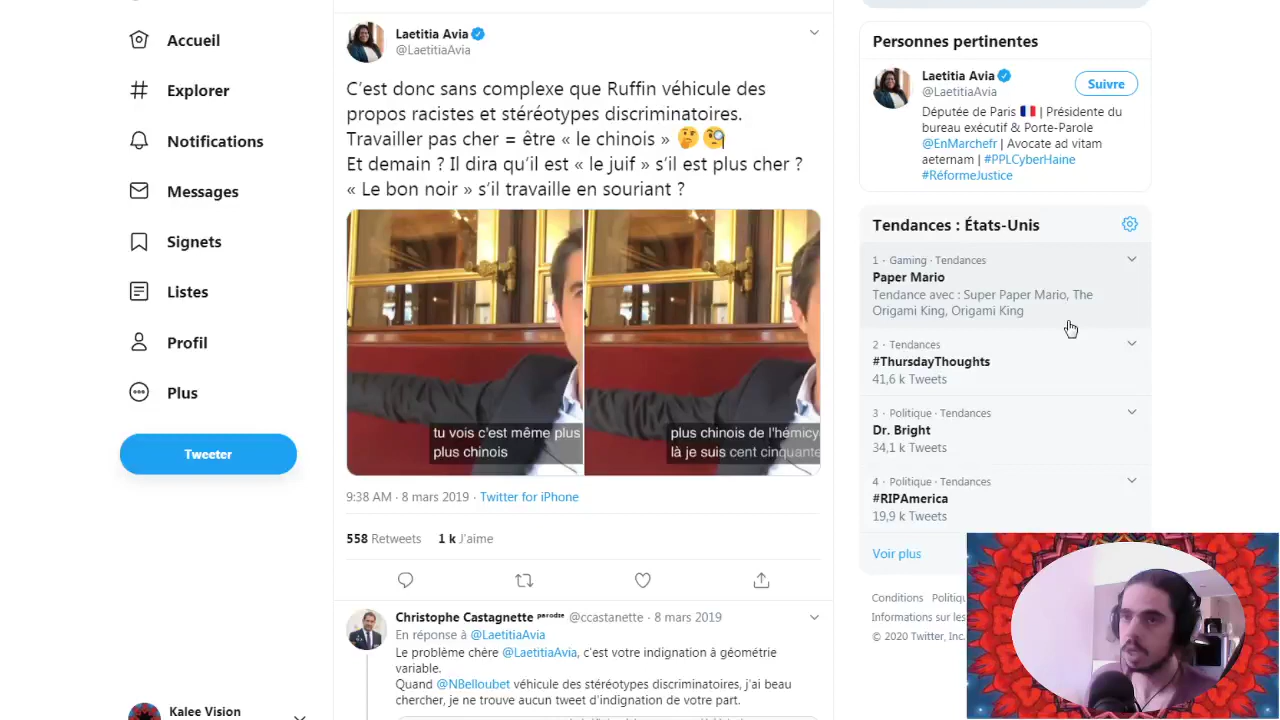 Accueil
Explorer
Notifications
Messages
Signets
Listes
Profil
Plus
Tweeter
Kalee Vision
Laetitia Avia
@LaetitiaAvia
C'est donc sans complexe que Ruffin véhicule des
propos racistes et stéréotypes discriminatoires.
Travailler pas cher = être « le chinois » 🤔🧐
Et demain ? Il dira qu'il est « le juif » s'il est plus cher ?
« Le bon noir » s'il travaille en souriant ?
tu vois c'est même plus
plus chinois
plus chinois de l'hémicy
là je suis cent cinquante
9:38 AM · 8 mars 2019 · Twitter for iPhone
558 Retweets 1 k J'aime
Christophe Castagnette ᵖᵃʳᵒᵈⁱᵉ @ccastanette · 8 mars 2019
En réponse à @LaetitiaAvia
Le problème chère @LaetitiaAvia, c'est votre indignation à géométrie
variable.
Quand @N8elloubet véhicule des stéréotypes discriminatoires, j'ai beau
chercher, je ne trouve aucun tweet d'indignation de votre part.
Personnes pertinentes
Laetitia Avia
@LaetitiaAvia
Suivre
Députée de Paris 🇫🇷 | Présidente du
bureau exécutif & Porte-Parole
@EnMarchefr | Avocate ad vitam
aeternam | #PPLCyberHaine
#RéformeJustice
Tendances : États-Unis
1 · Gaming · Tendances
Paper Mario
Tendance avec : Super Paper Mario, The
Origami King, Origami King
2 · Tendances
#ThursdayThoughts
41,6 k Tweets
3 · Politique · Tendances
Dr. Bright
34,1 k Tweets
4 · Politique · Tendances
#RIPAmerica
19,9 k Tweets
Voir plus
Conditions Politiq
Informations sur les
© 2020 Twitter, Inc.